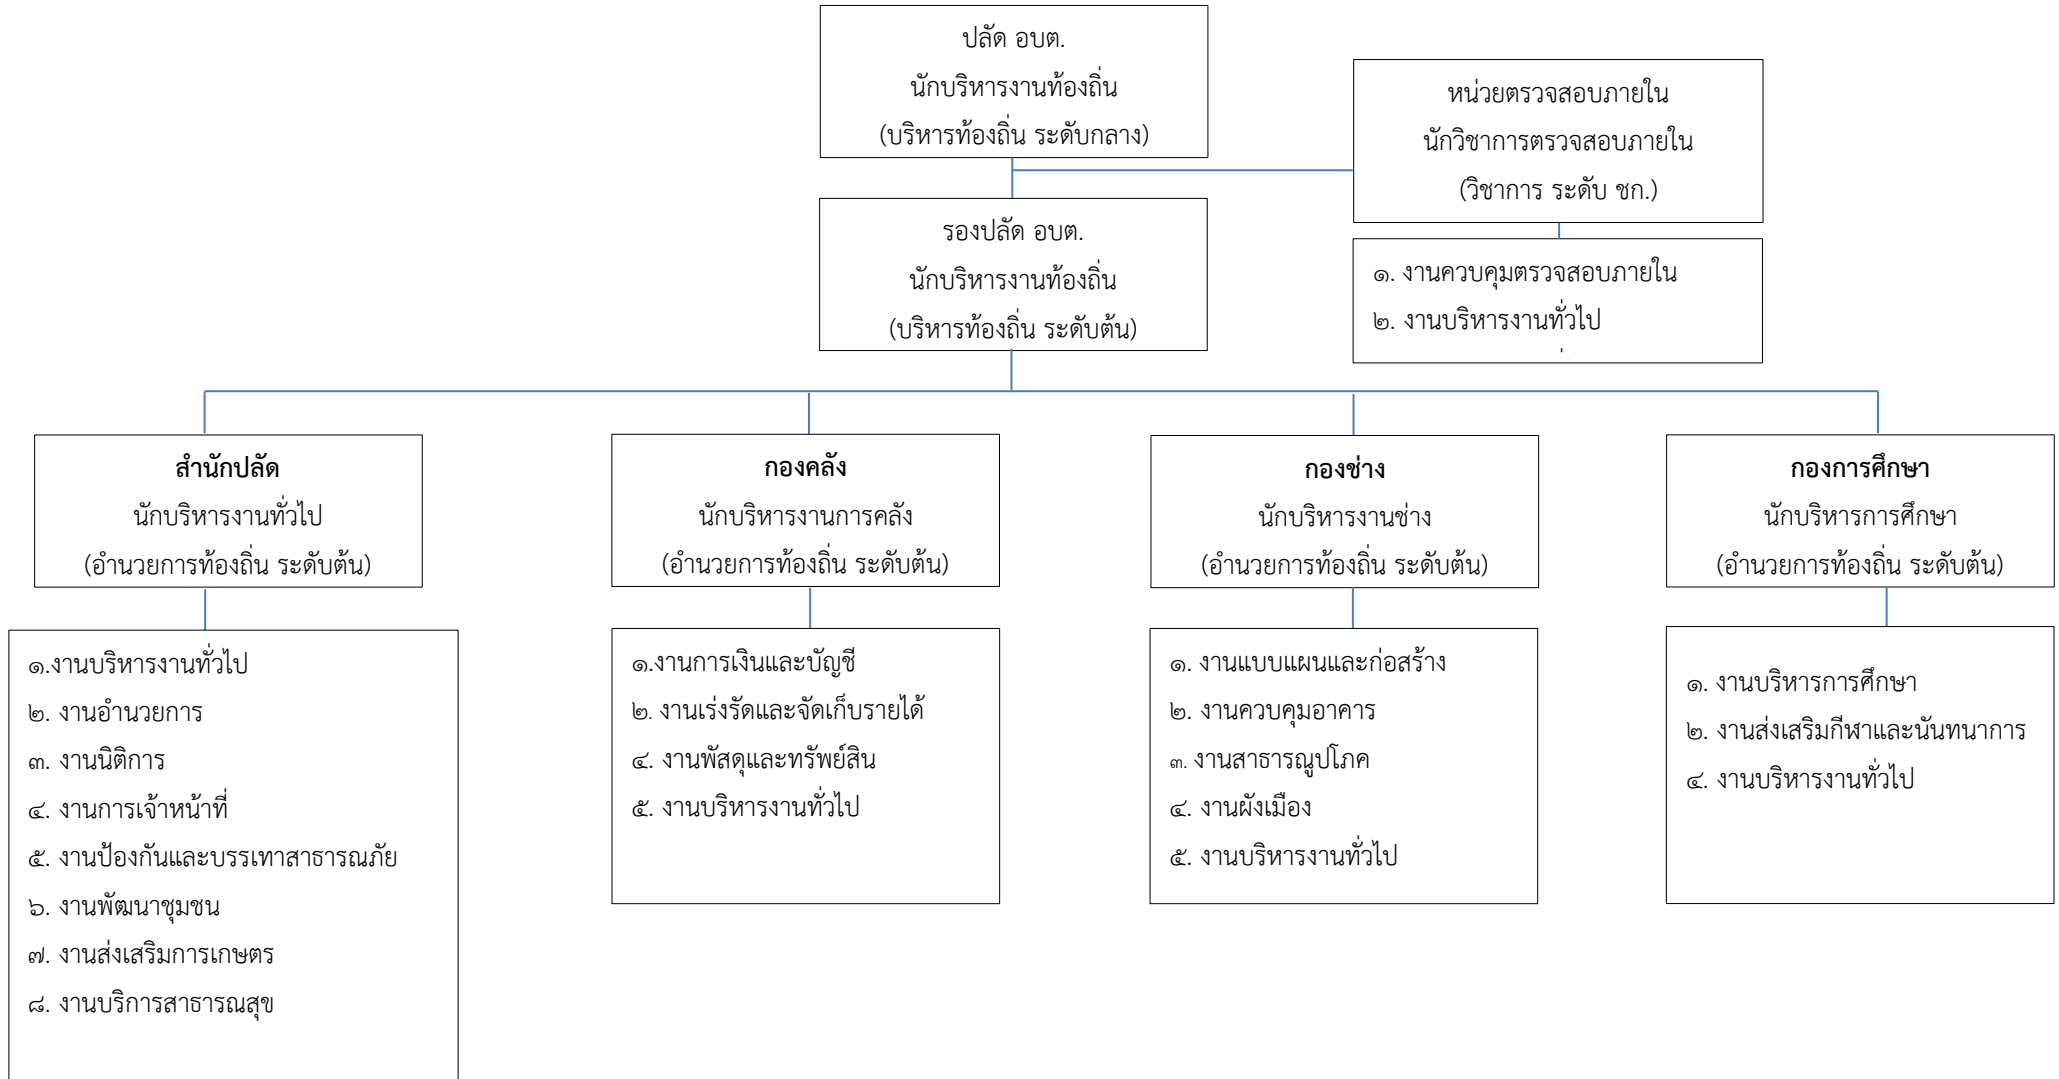 ปลัด อบต.
นักบริหารงานท้องถิ่น
(บริหารท้องถิ่น ระดับกลาง)
หน่วยตรวจสอบภายใน
นักวิชาการตรวจสอบภายใน
(วิชาการ ระดับ ชก.)
รองปลัด อบต.
นักบริหารงานท้องถิ่น
(บริหารท้องถิ่น ระดับต้น)
๑. งานควบคุมตรวจสอบภายใน
๒. งานบริหารงานทั่วไป
สำนักปลัด
นักบริหารงานทั่วไป
(อำนวยการท้องถิ่น ระดับต้น)
กองคลัง
นักบริหารงานการคลัง
(อำนวยการท้องถิ่น ระดับต้น)
กองช่าง
นักบริหารงานช่าง
(อำนวยการท้องถิ่น ระดับต้น)
กองการศึกษา
นักบริหารการศึกษา
(อำนวยการท้องถิ่น ระดับต้น)
๑.งานบริหารงานทั่วไป
๒. งานอำนวยการ
๓. งานนิติการ
๔. งานการเจ้าหน้าที่
๕. งานป้องกันและบรรเทาสาธารณภัย
๖. งานพัฒนาชุมชน
๗. งานส่งเสริมการเกษตร
๘. งานบริการสาธารณสุข
๑.งานการเงินและบัญชี
๒. งานเร่งรัดและจัดเก็บรายได้
๔. งานพัสดุและทรัพย์สิน
๕. งานบริหารงานทั่วไป
๑. งานแบบแผนและก่อสร้าง
๒. งานควบคุมอาคาร
๓. งานสาธารณูปโภค
๔. งานผังเมือง
๕. งานบริหารงานทั่วไป
๑. งานบริหารการศึกษา
๒. งานส่งเสริมกีฬาและนันทนาการ
๔. งานบริหารงานทั่วไป